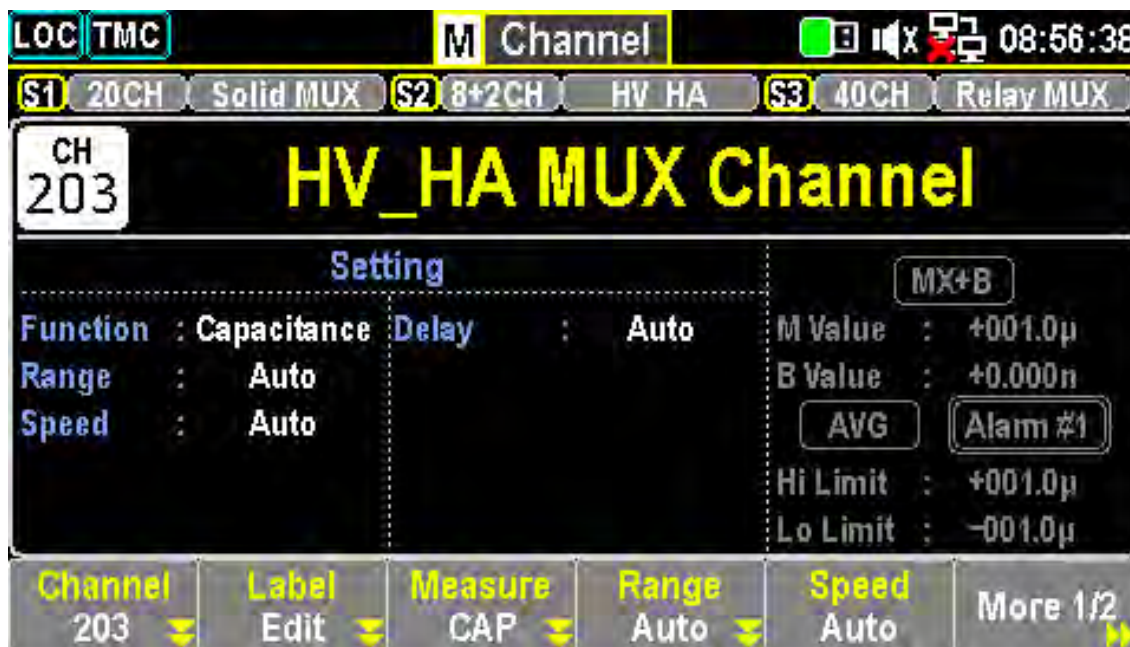 LOC TMC M Channel 08:56:38
S1 20CH Solid MUX S2 8+2CH HV_HA S3 40CH Relay MUX
CH
203
HV_HA MUX Channel
Setting
Function : Capacitance
Range : Auto
Speed : Auto
Delay : Auto
MX+B
M Value : +001.0µ
B Value : +0.000n
AVG Alarm #1
Hi Limit : +001.0µ
Lo Limit : -001.0µ
Channel Label Measure Range Speed More 1/2
203 Edit CAP Auto Auto